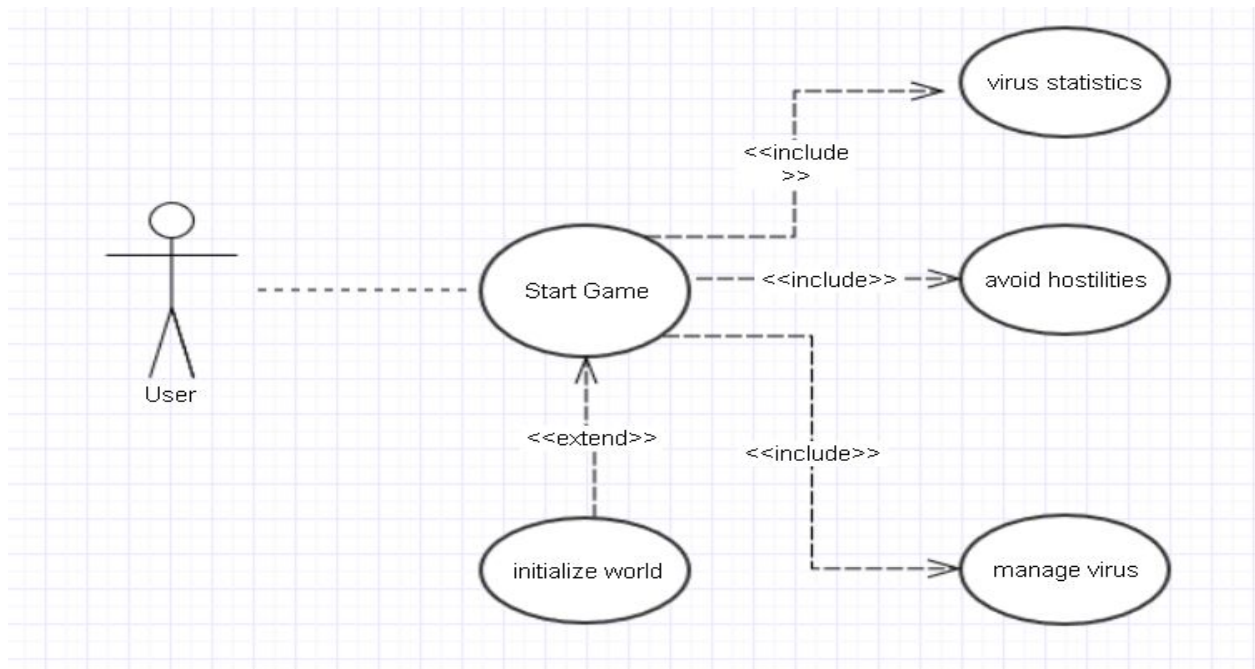 virus statistics
<<include
>>
Start Game
<<include>>
avoid hostilities
User
<<extend>>
<<include>>
initialize world
manage virus